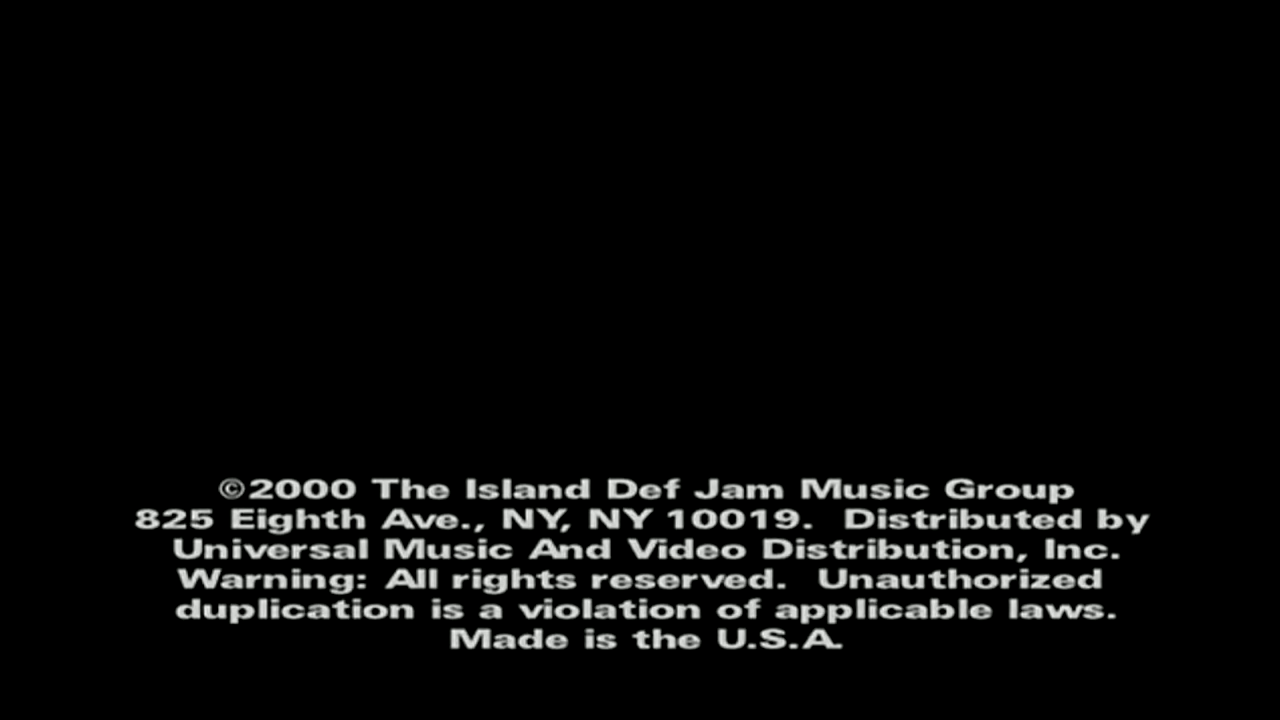 ©2000 The Island Def Jam Music Group
825 Eighth Ave., NY, NY 10019.  Distributed by
Universal Music And Video Distribution, Inc.
Warning: All rights reserved.  Unauthorized
duplication is a violation of applicable laws.
Made is the U.S.A.